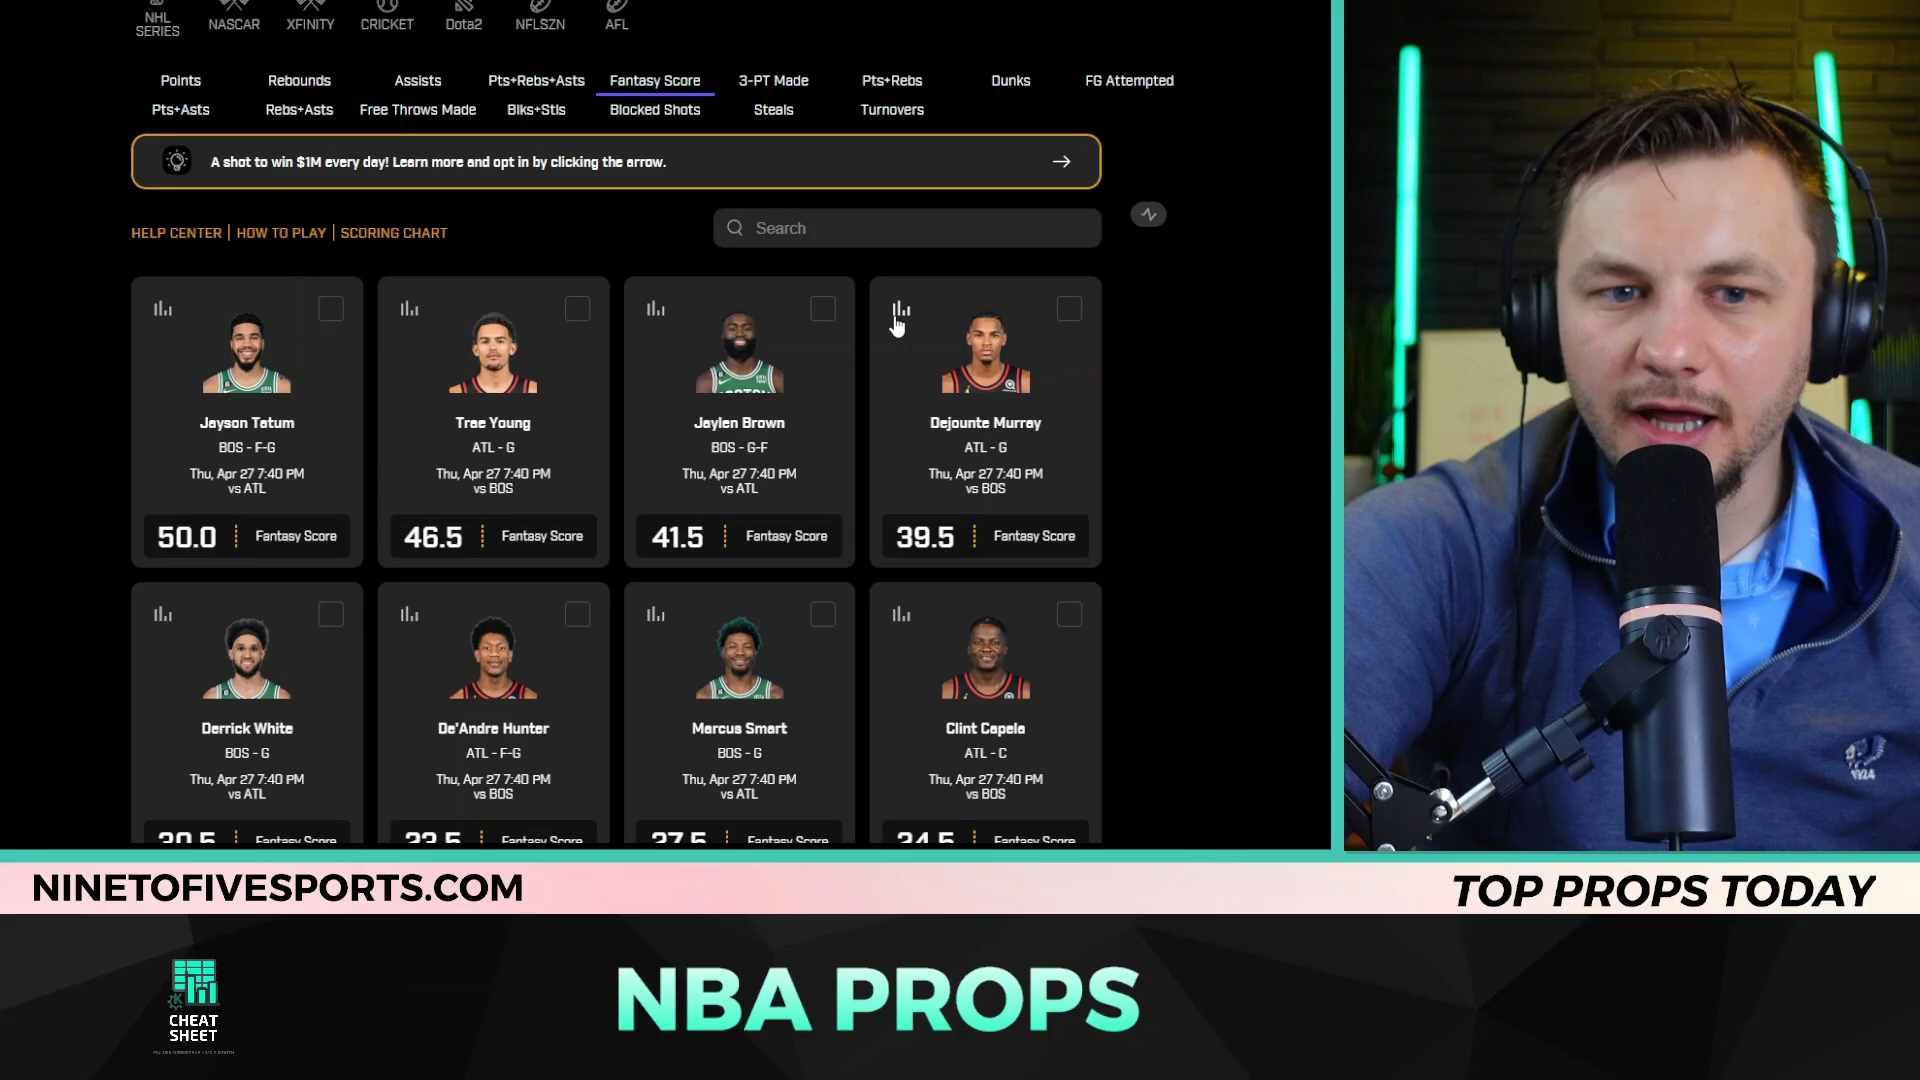 NHL SERIES
NASCAR
XFINITY
CRICKET
Dota2
NFLSZN
AFL
Points
Rebounds
Assists
Pts+Rebs+Asts
Fantasy Score
3-PT Made
Pts+Rebs
Dunks
FG Attempted
Pts+Asts
Rebs+Asts
Free Throws Made
Blks+Stls
Blocked Shots
Steals
Turnovers
A shot to win $1M every day! Learn more and opt in by clicking the arrow.
HELP CENTER | HOW TO PLAY | SCORING CHART
Search
Jayson Tatum
BOS - F-G
Thu, Apr 27 7:40 PM
vs ATL
50.0 Fantasy Score
Trae Young
ATL - G
Thu, Apr 27 7:40 PM
vs BOS
46.5 Fantasy Score
Jaylen Brown
BOS - G-F
Thu, Apr 27 7:40 PM
vs ATL
41.5 Fantasy Score
Dejounte Murray
ATL - G
Thu, Apr 27 7:40 PM
vs BOS
39.5 Fantasy Score
Derrick White
BOS - G
Thu, Apr 27 7:40 PM
vs ATL
Fantasy Score
De'Andre Hunter
ATL - F-G
Thu, Apr 27 7:40 PM
vs BOS
Fantasy Score
Marcus Smart
BOS - G
Thu, Apr 27 7:40 PM
vs ATL
Fantasy Score
Clint Capela
ATL - C
Thu, Apr 27 7:40 PM
vs BOS
Fantasy Score
NINETOFIVESPORTS.COM
TOP PROPS TODAY
CHEAT
SHEET
NBA PROPS